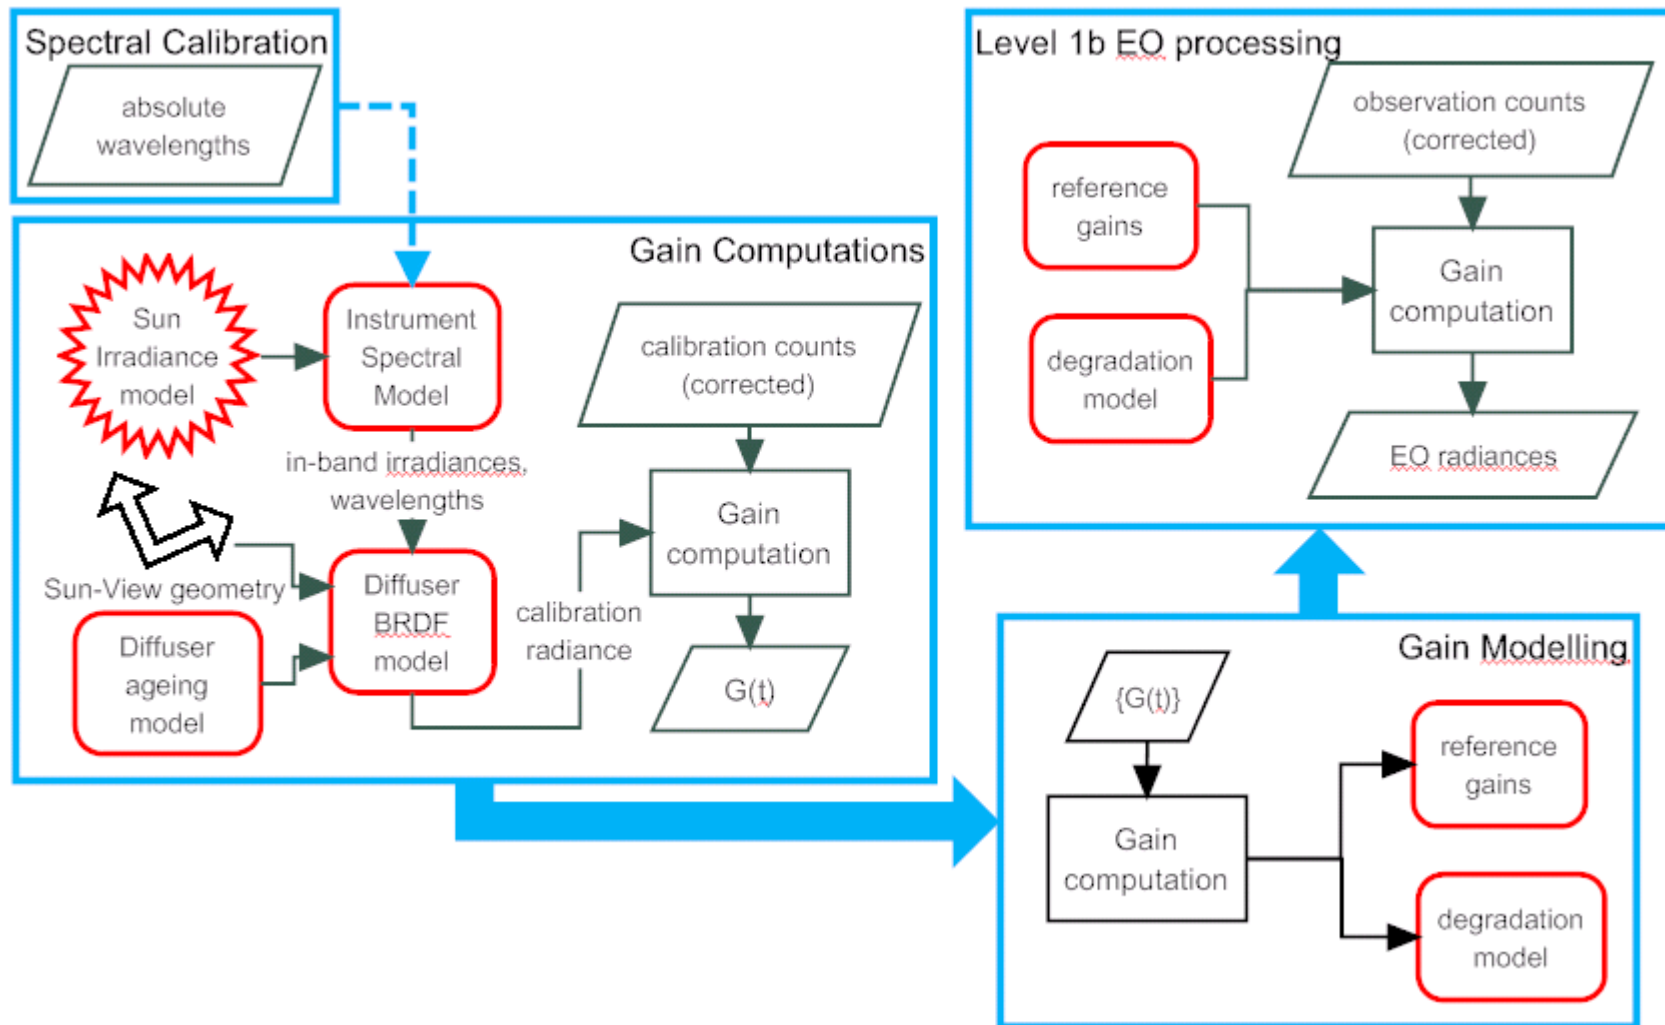 Spectral Calibration
absolute
wavelengths
Gain Computations
Sun
Irradiance
model
Instrument
Spectral
Model
calibration counts
(corrected)
in-band irradiances,
wavelengths
Gain
computation
Sun-View geometry
Diffuser
BRDF
model
calibration
radiance
Diffuser
ageing
model
G(t)
Level 1b EO processing
observation counts
(corrected)
reference
gains
Gain
computation
degradation
model
EO radiances
Gain Modelling
{G(t)}
reference
gains
Gain
computation
degradation
model